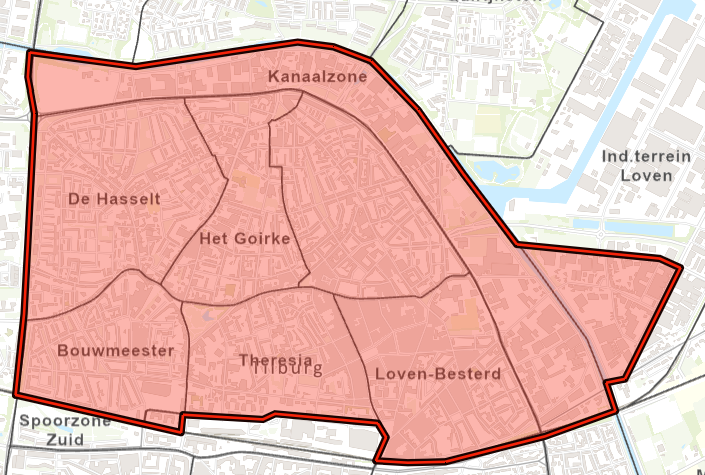 Kanaalzone
Ind.terrein
Loven
De Hasselt
Het Goirke
Bouwmeester
Theresia
Tilburg
Loven-Besterd
Spoorzone
Zuid